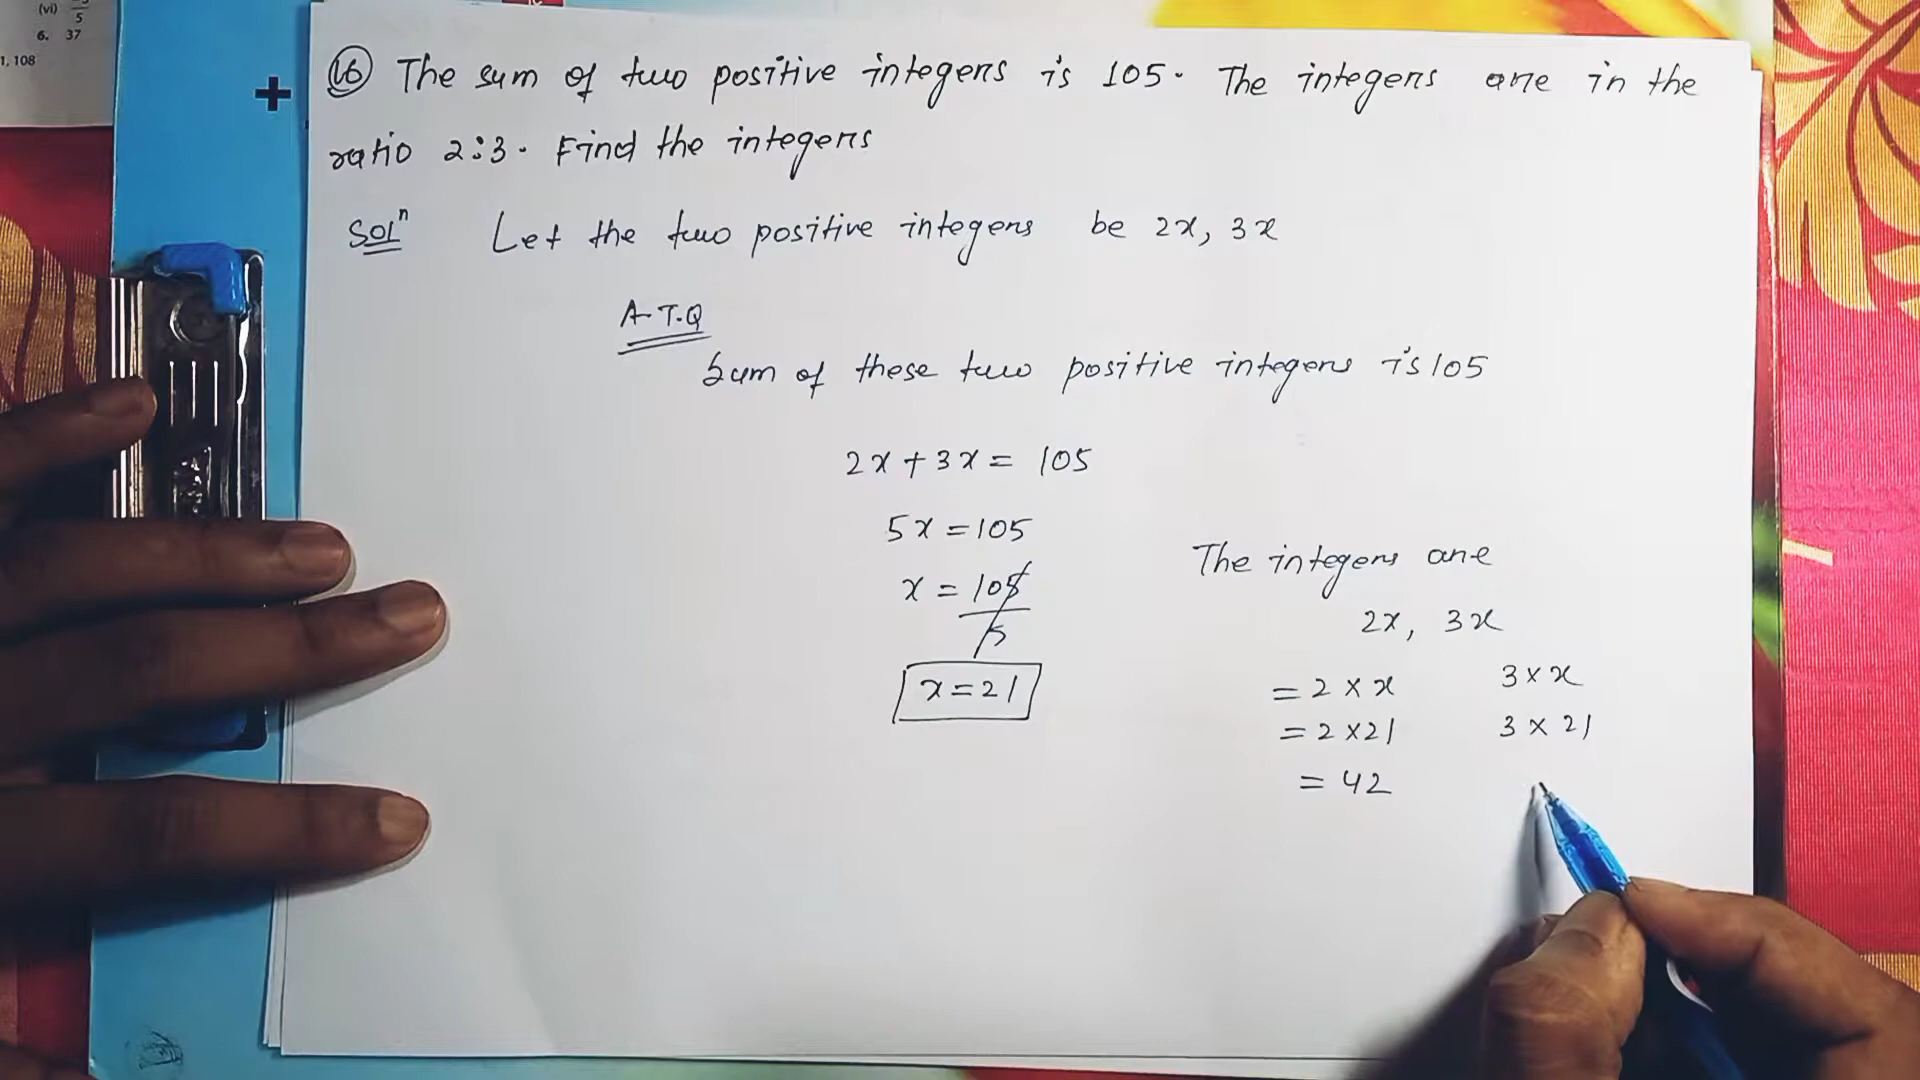 (vi) 5
6. 37
1, 108
+
16 The sum of two positive integers is 105. The integers are in the
ratio 2:3. Find the integers
Solⁿ Let the two positive integers be 2x, 3x
A.T.Q
Sum of these two positive integers is 105
2x + 3x = 105
5x = 105
x = 105
5
x = 21
The integers are
2x, 3x
= 2 × x 3 × x
= 2 × 21 3 × 21
= 42